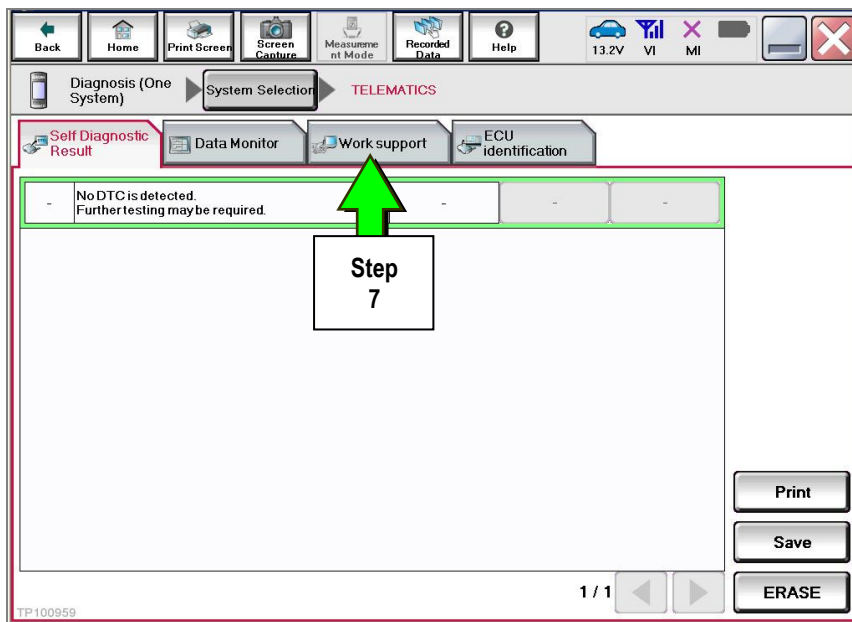 Back
Home
Print Screen
Screen
Capture
Measureme
nt Mode
Recorded
Data
Help
13.2V
VI
MI
Diagnosis (One
System)
System Selection
TELEMATICS
Self Diagnostic
Result
Data Monitor
Work support
ECU
identification
-
No DTC is detected.
Further testing may be required.
-
-
-
Step
7
Print
Save
1 / 1
ERASE
TP100959